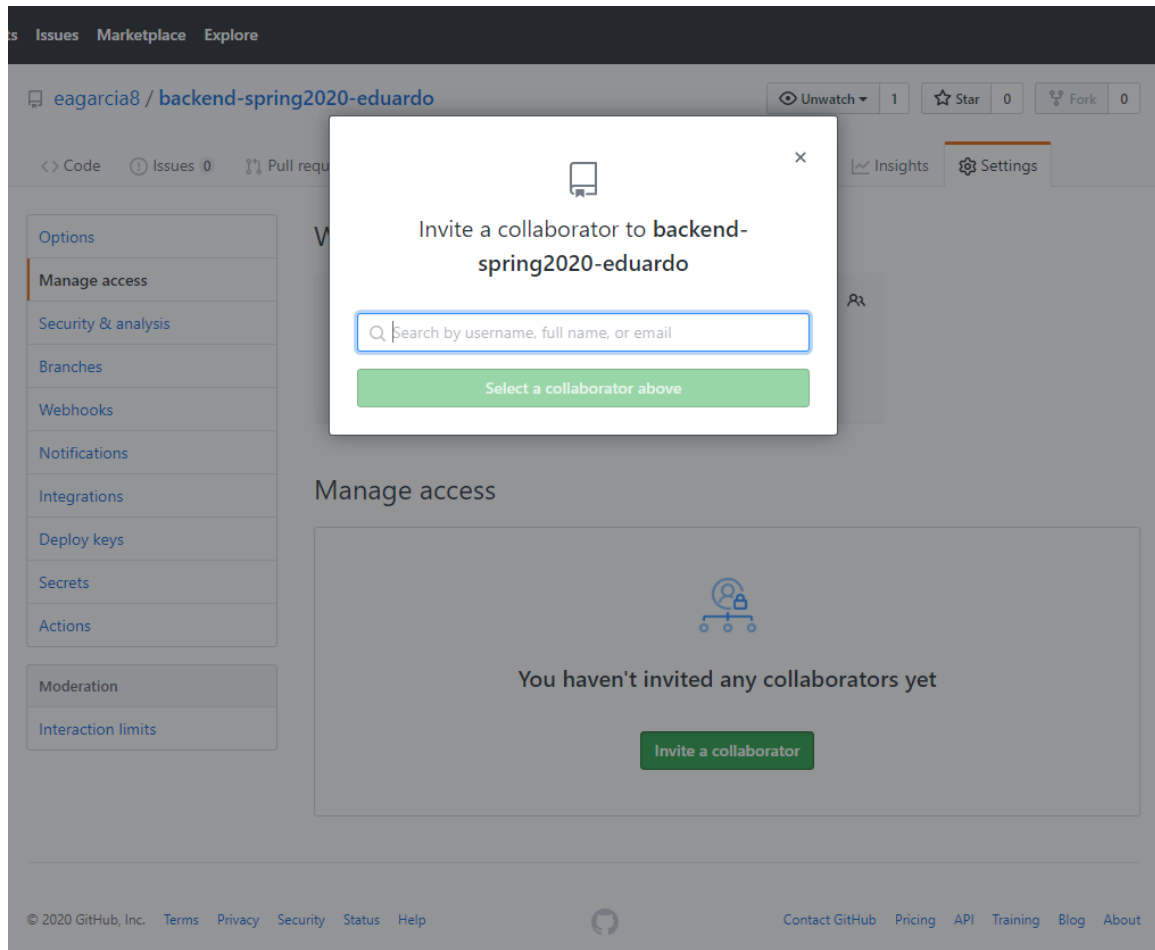 ts Issues Marketplace Explore
eagarcia8 / backend-spring2020-eduardo
Unwatch 1 Star 0 Fork 0
Code Issues 0 Pull requ Insights Settings
Invite a collaborator to backend-
spring2020-eduardo
Search by username, full name, or email
Select a collaborator above
Options
Manage access
Security & analysis
Branches
Webhooks
Notifications
Integrations
Deploy keys
Secrets
Actions
Moderation
Interaction limits
W
Manage access
You haven't invited any collaborators yet
Invite a collaborator
© 2020 GitHub, Inc. Terms Privacy Security Status Help
Contact GitHub Pricing API Training Blog About